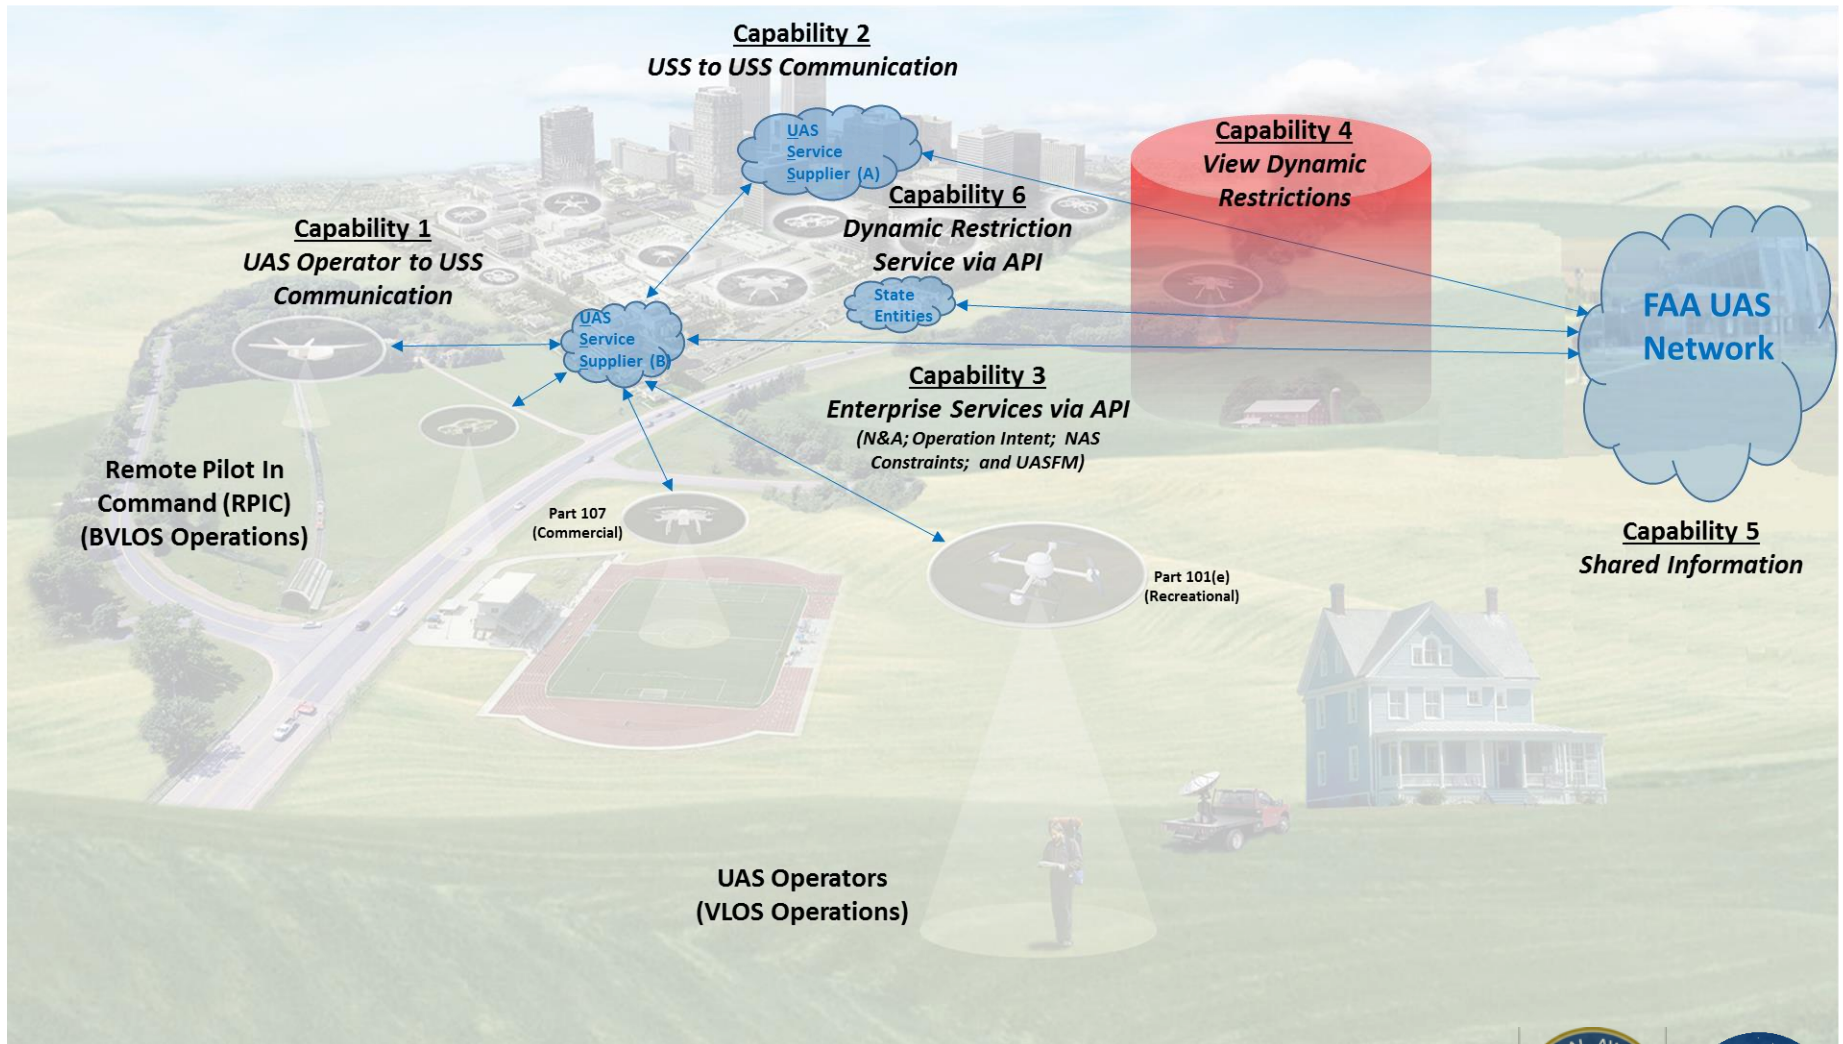 Capability 2
USS to USS Communication
UAS
Service
Supplier (A)
Capability 4
View Dynamic
Restrictions
Capability 6
Dynamic Restriction
Service via API
State
Entities
Capability 1
UAS Operator to USS
Communication
UAS
Service
Supplier (B)
FAA UAS
Network
Capability 3
Enterprise Services via API
(N&A; Operation Intent; NAS
Constraints; and UASFM)
Remote Pilot In
Command (RPIC)
(BVLOS Operations)
Part 107
(Commercial)
Part 101(e)
(Recreational)
Capability 5
Shared Information
UAS Operators
(VLOS Operations)